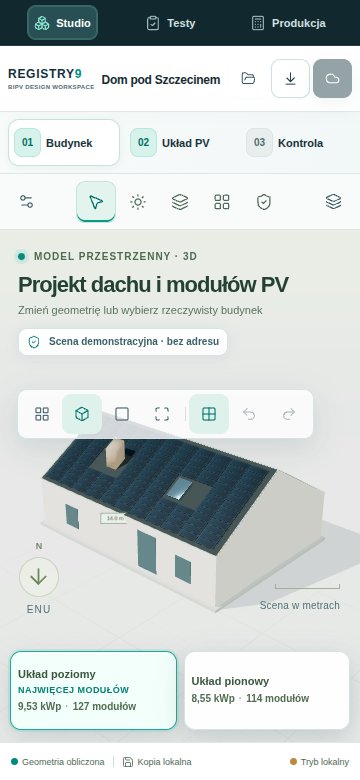 Studio
Testy
Produkcja
REGISTRY9
BIPV DESIGN WORKSPACE
Dom pod Szczecinem
01 Budynek
02 Układ PV
03 Kontrola
MODEL PRZESTRZENNY · 3D
Projekt dachu i modułów PV
Zmień geometrię lub wybierz rzeczywisty budynek
Scena demonstracyjna · bez adresu
14.0 m
N
ENU
Scena w metrach
Układ poziomy
NAJWIĘCEJ MODUŁÓW
9,53 kWp · 127 modułów
Układ pionowy
8,55 kWp · 114 modułów
Geometria obliczona
Kopia lokalna
Tryb lokalny